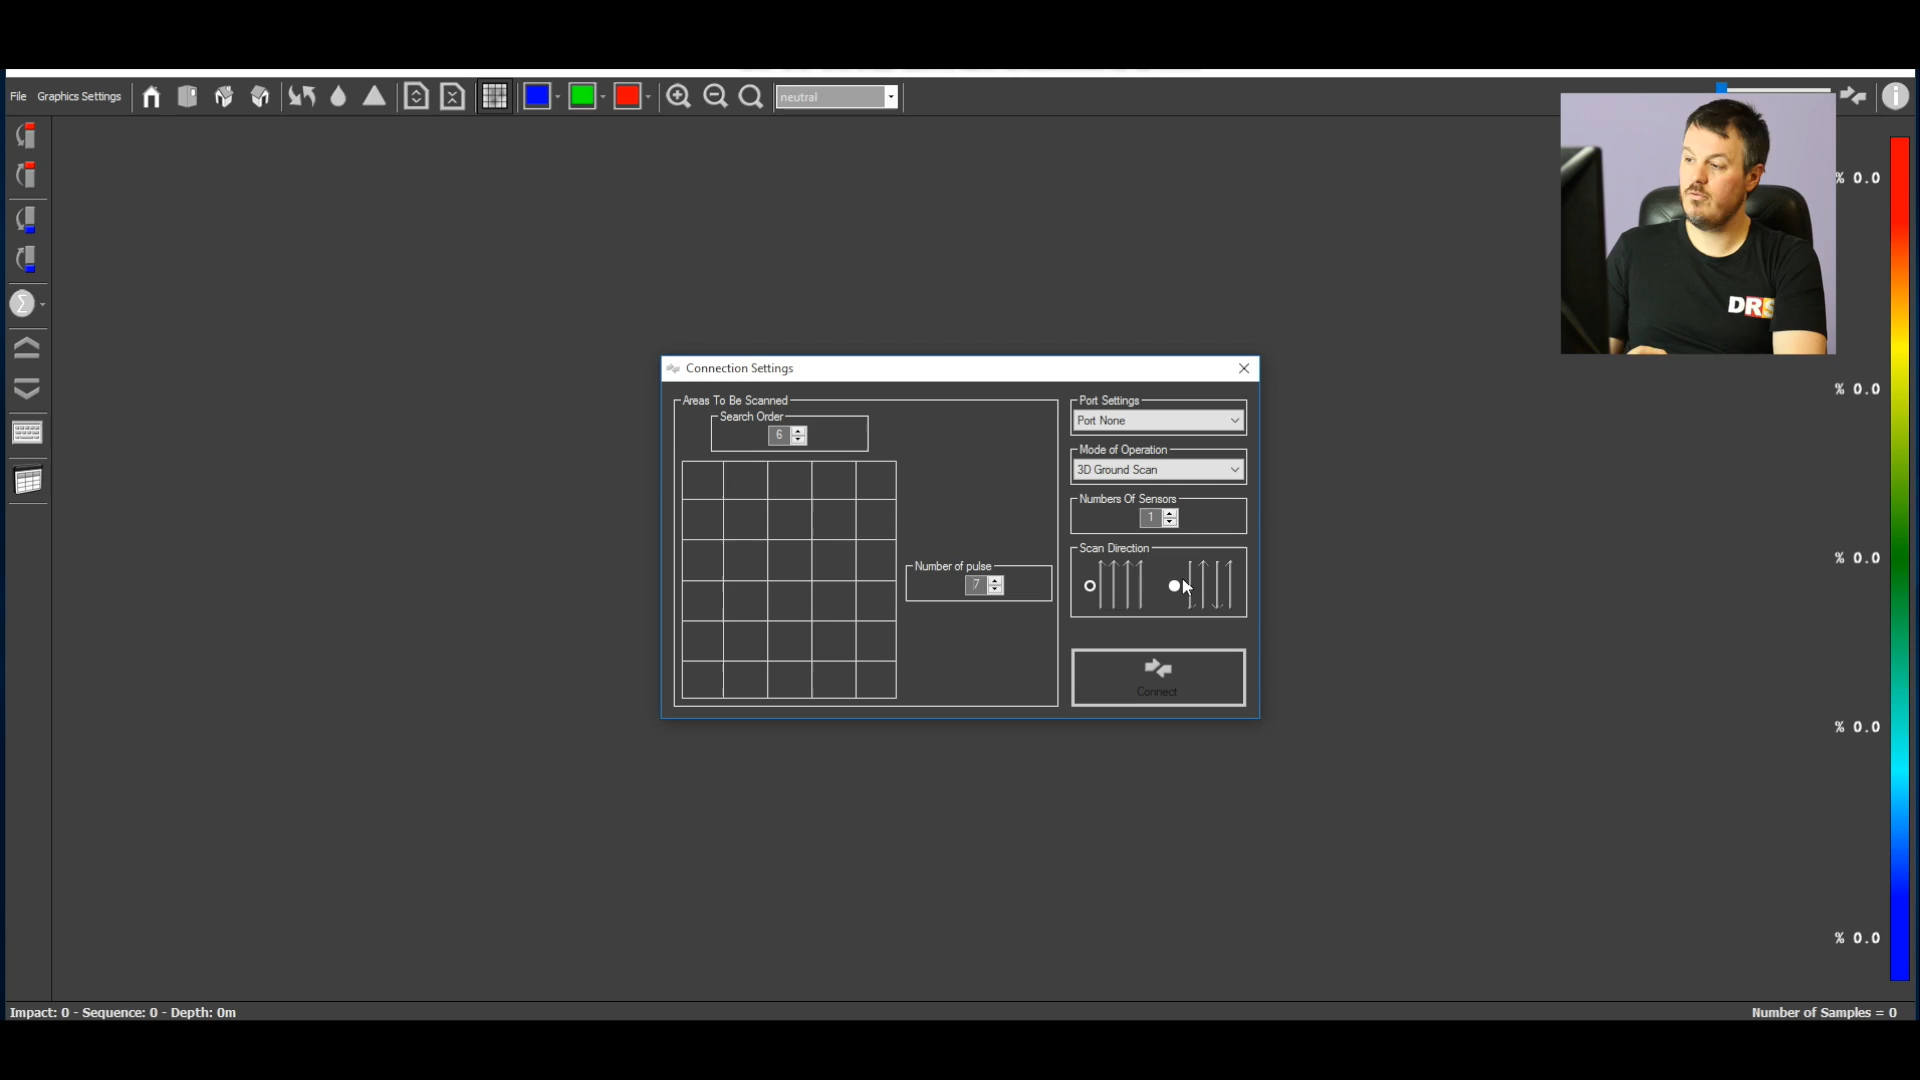 File Graphics Settings neutral
% 0.0
DRS
Connection Settings
Areas To Be Scanned
Search Order
6
Number of pulse
7
Port Settings
Port None
Mode of Operation
3D Ground Scan
Numbers Of Sensors
1
Scan Direction
Connect
% 0.0
% 0.0
% 0.0
% 0.0
Impact: 0 - Sequence: 0 - Depth: 0m
Number of Samples = 0